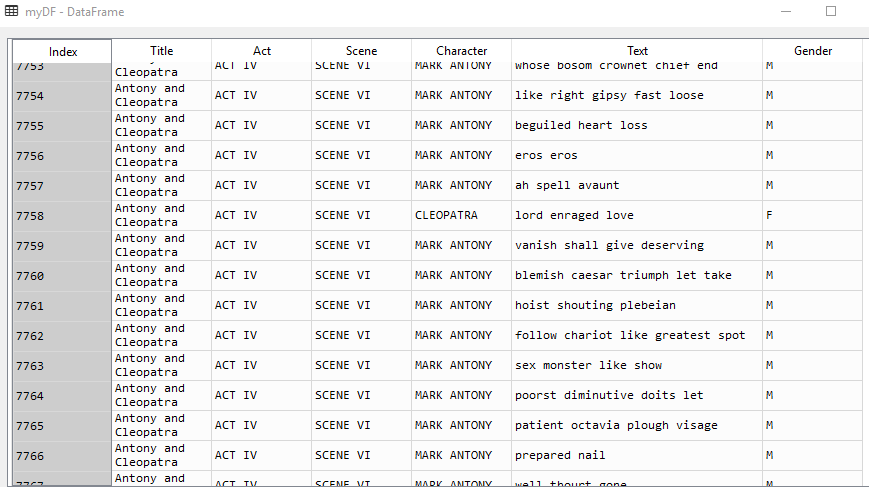 myDF - DataFrame
Index Title Act Scene Character Text Gender
7753 Cleopatra ACT IV SCENE VI MARK ANTONY whose bosom crownet chief end M
7754 Antony and Cleopatra ACT IV SCENE VI MARK ANTONY like right gipsy fast loose M
7755 Antony and Cleopatra ACT IV SCENE VI MARK ANTONY beguiled heart loss M
7756 Antony and Cleopatra ACT IV SCENE VI MARK ANTONY eros eros M
7757 Antony and Cleopatra ACT IV SCENE VI MARK ANTONY ah spell avaunt M
7758 Antony and Cleopatra ACT IV SCENE VI CLEOPATRA lord enraged love F
7759 Antony and Cleopatra ACT IV SCENE VI MARK ANTONY vanish shall give deserving M
7760 Antony and Cleopatra ACT IV SCENE VI MARK ANTONY blemish caesar triumph let take M
7761 Antony and Cleopatra ACT IV SCENE VI MARK ANTONY hoist shouting plebeian M
7762 Antony and Cleopatra ACT IV SCENE VI MARK ANTONY follow chariot like greatest spot M
7763 Antony and Cleopatra ACT IV SCENE VI MARK ANTONY sex monster like show M
7764 Antony and Cleopatra ACT IV SCENE VI MARK ANTONY poorst diminutive doits let M
7765 Antony and Cleopatra ACT IV SCENE VI MARK ANTONY patient octavia plough visage M
7766 Antony and Cleopatra ACT IV SCENE VI MARK ANTONY prepared nail M
7767 Antony and ACT IV SCENE VI MARK ANTONY well thourt gone M